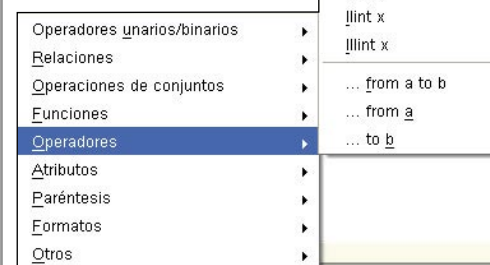 Operadores unarios/binarios
Relaciones
Operaciones de conjuntos
Funciones
Operadores
Atributos
Paréntesis
Formatos
Otros
llint x
lllint x
... from a to b
... from a
... to b